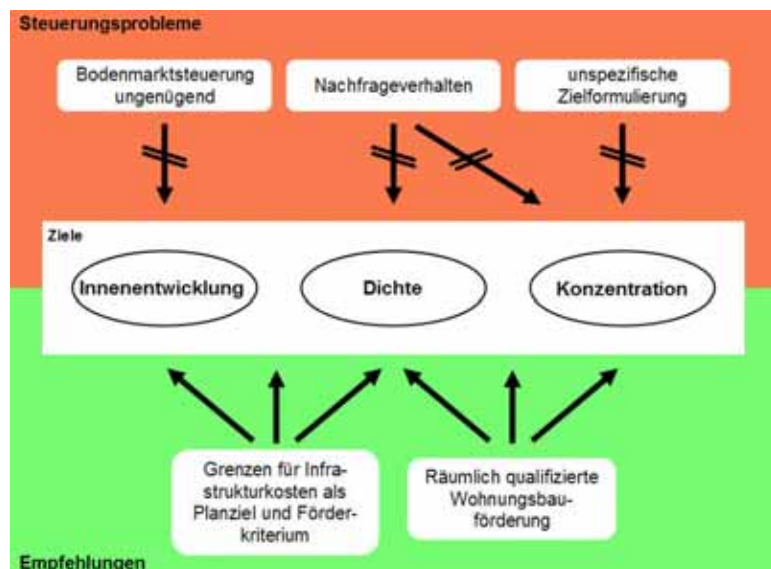 Steuerungsprobleme
Bodenmarktsteuerung
ungenügend
Nachfrageverhalten
unspezifische
Zielformulierung
Ziele
Innenentwicklung
Dichte
Konzentration
Grenzen für Infra-
strukturkosten als
Planziel und Förder-
kriterium
Räumlich qualifizierte
Wohnungsbau-
förderung
Empfehlungen